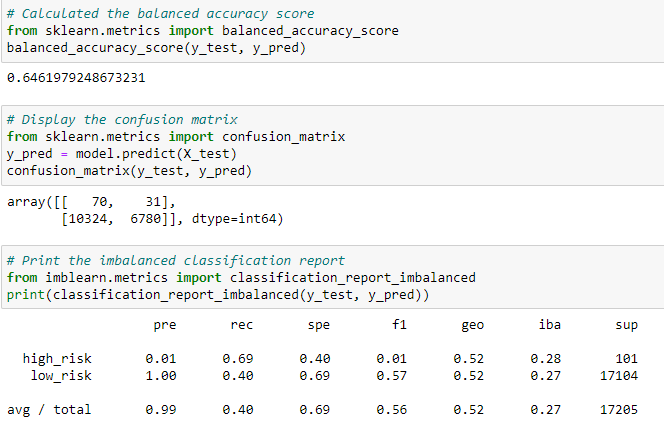 # Calculated the balanced accuracy score
from sklearn.metrics import balanced_accuracy_score
balanced_accuracy_score(y_test, y_pred)
0.6461979248673231
# Display the confusion matrix
from sklearn.metrics import confusion_matrix
y_pred = model.predict(X_test)
confusion_matrix(y_test, y_pred)
array([[   70,    31],
       [10324,  6780]], dtype=int64)
# Print the imbalanced classification report
from imblearn.metrics import classification_report_imbalanced
print(classification_report_imbalanced(y_test, y_pred))
pre rec spe f1 geo iba sup
high_risk 0.01 0.69 0.40 0.01 0.52 0.28 101
low_risk 1.00 0.40 0.69 0.57 0.52 0.27 17104
avg / total 0.99 0.40 0.69 0.56 0.52 0.27 17205